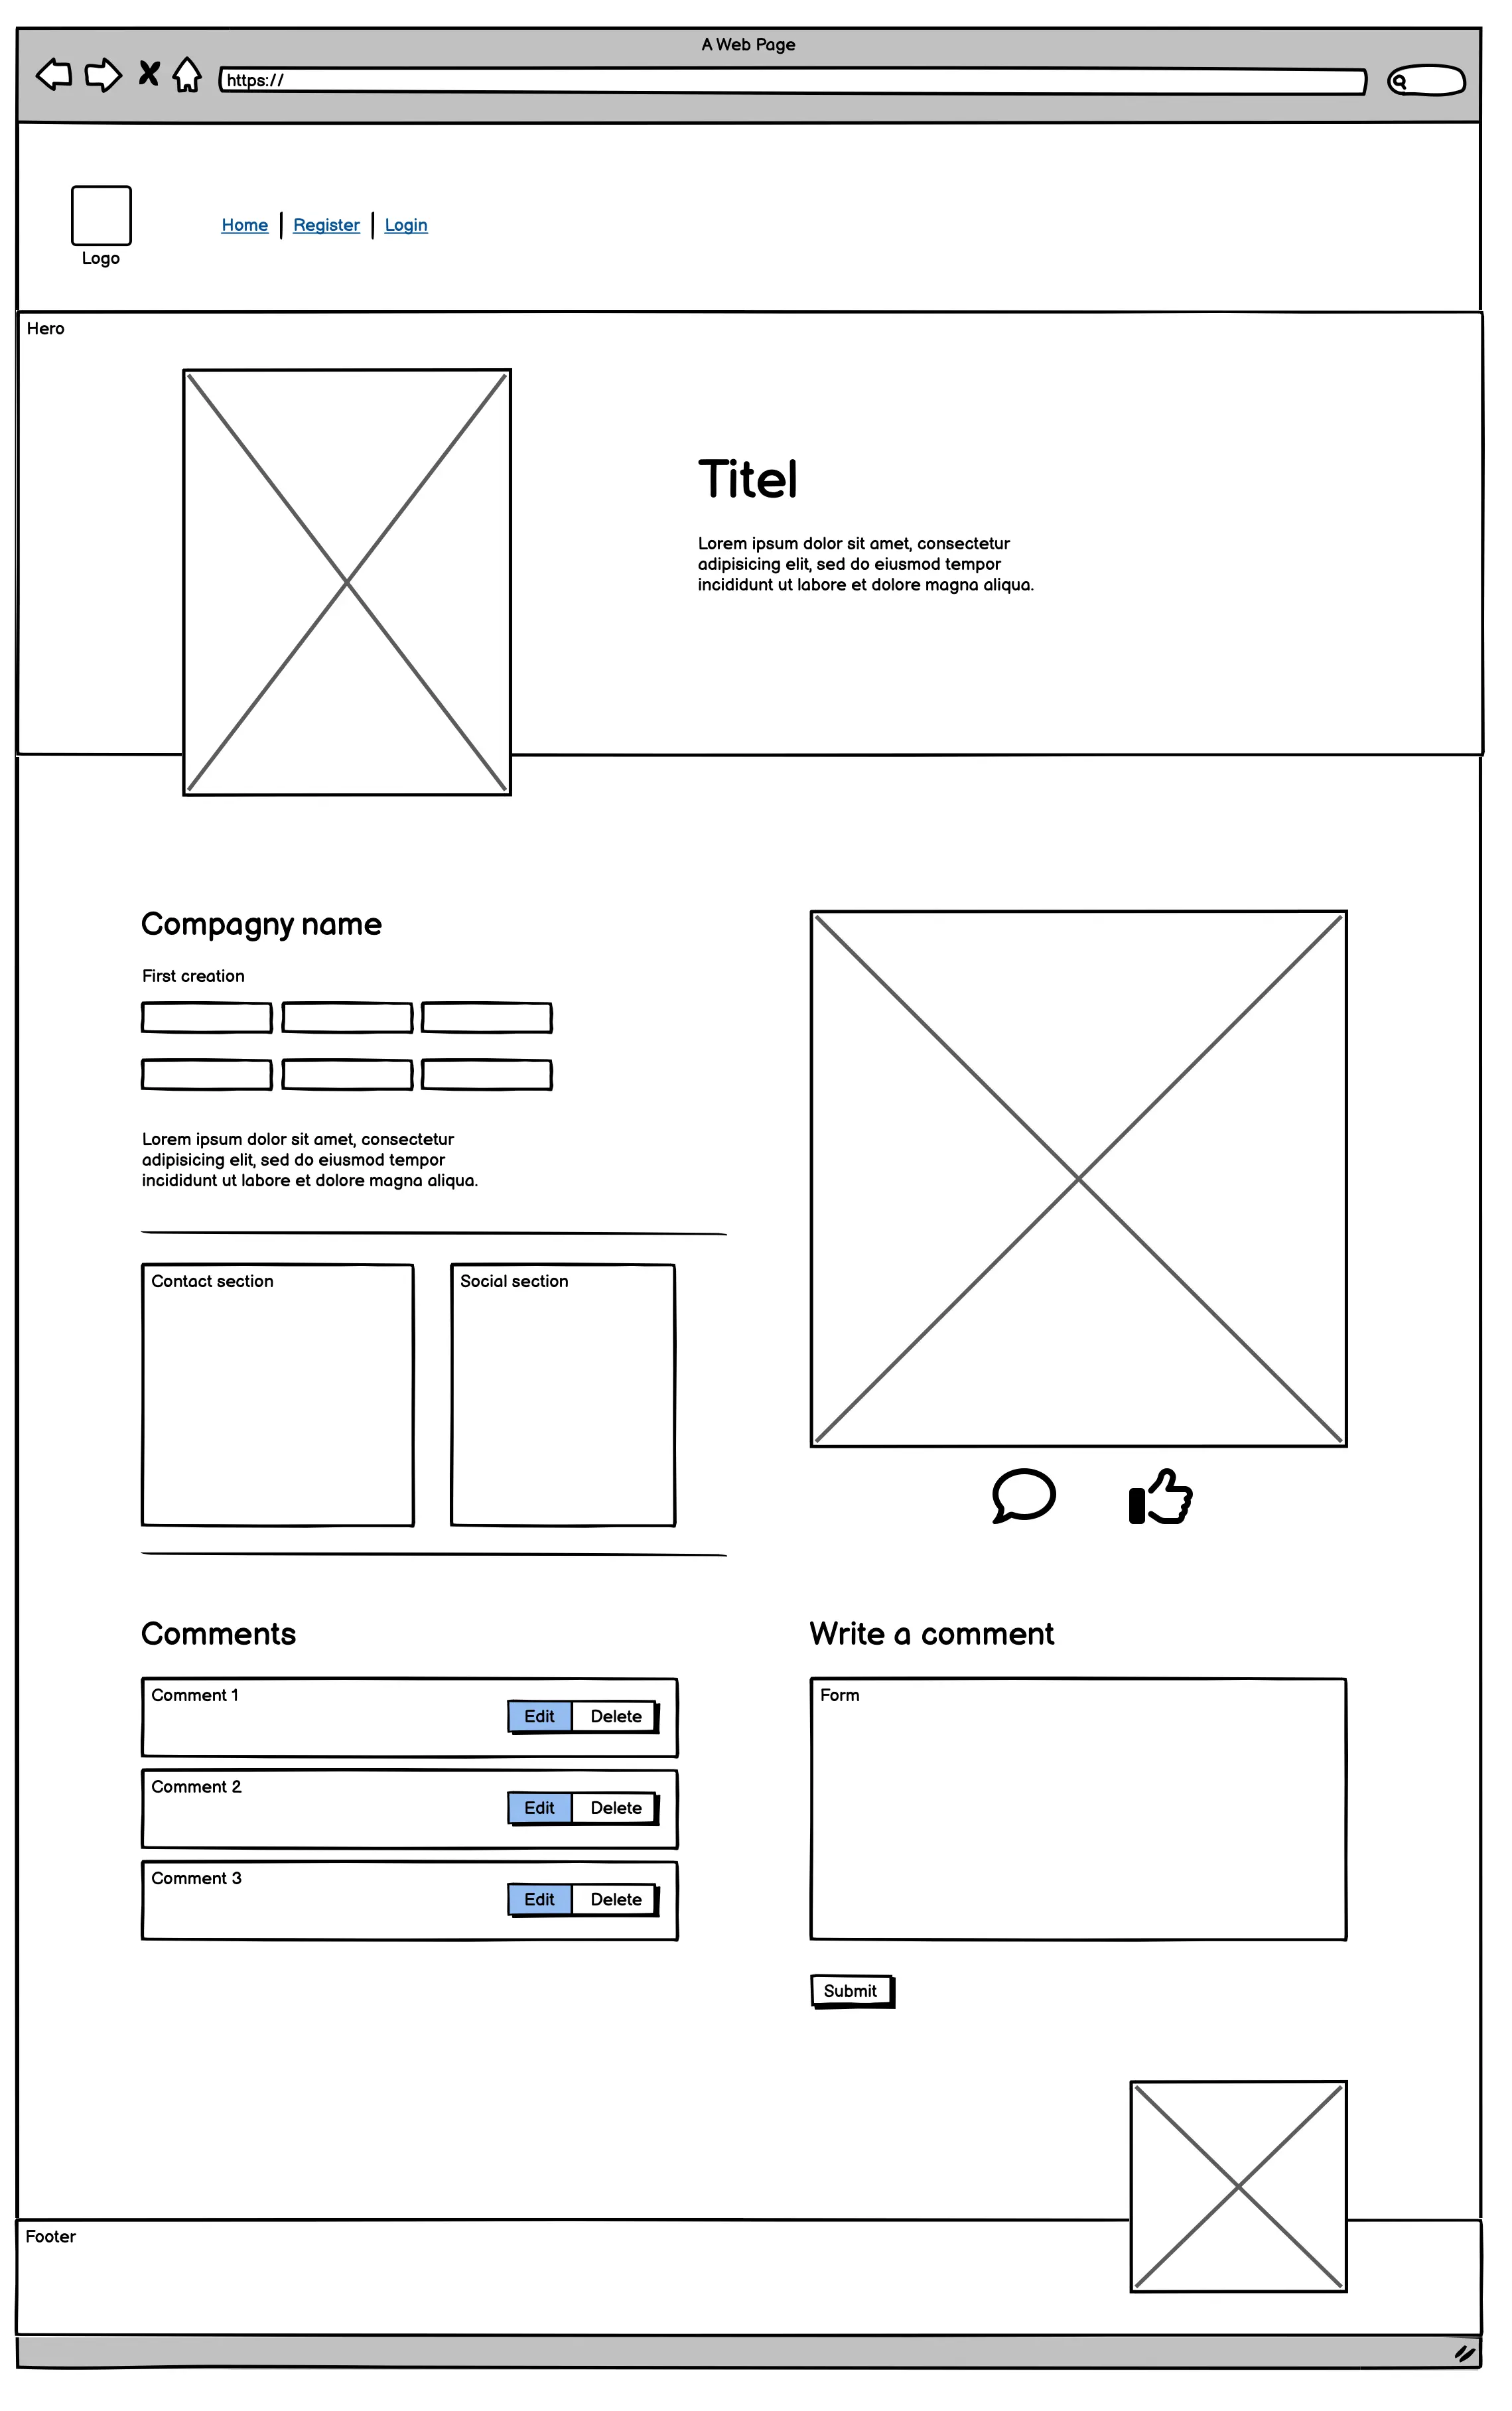 A Web Page
https://
Logo
Home
Register
Login
Hero
Titel
Lorem ipsum dolor sit amet, consectetur
adipisicing elit, sed do eiusmod tempor
incididunt ut labore et dolore magna aliqua.
Compagny name
First creation
Lorem ipsum dolor sit amet, consectetur
adipisicing elit, sed do eiusmod tempor
incididunt ut labore et dolore magna aliqua.
Contact section
Social section
Comments
Comment 1
Edit
Delete
Comment 2
Edit
Delete
Comment 3
Edit
Delete
Write a comment
Form
Submit
Footer